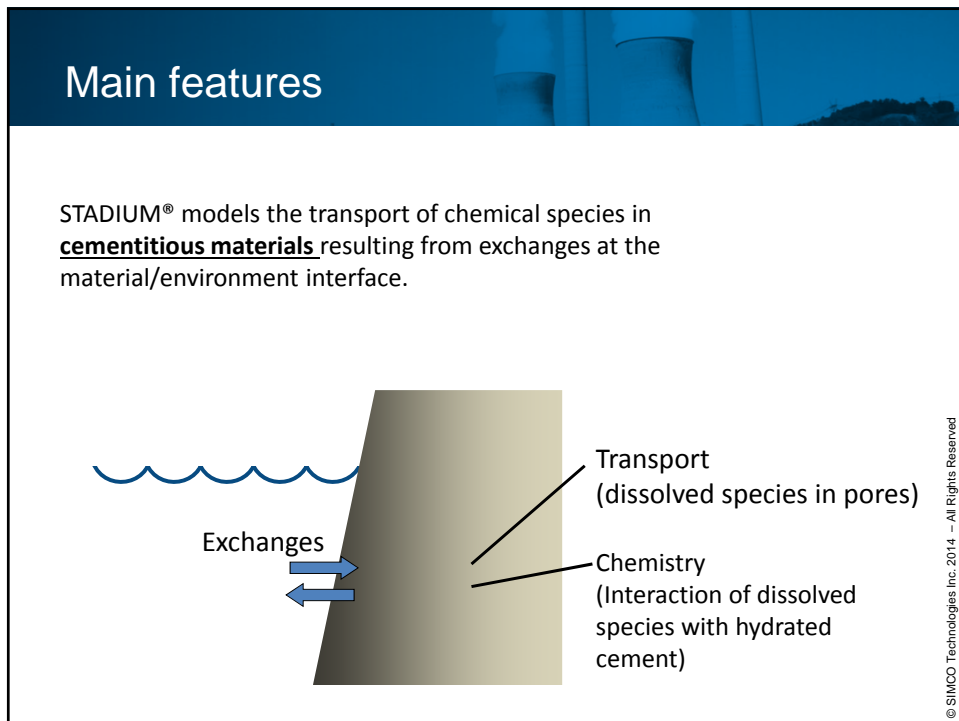 Main features
STADIUM® models the transport of chemical species in
cementitious materials resulting from exchanges at the
material/environment interface.
Exchanges
Transport
(dissolved species in pores)
Chemistry
(Interaction of dissolved
species with hydrated
cement)
© SIMCO Technologies Inc. 2014 – All Rights Reserved